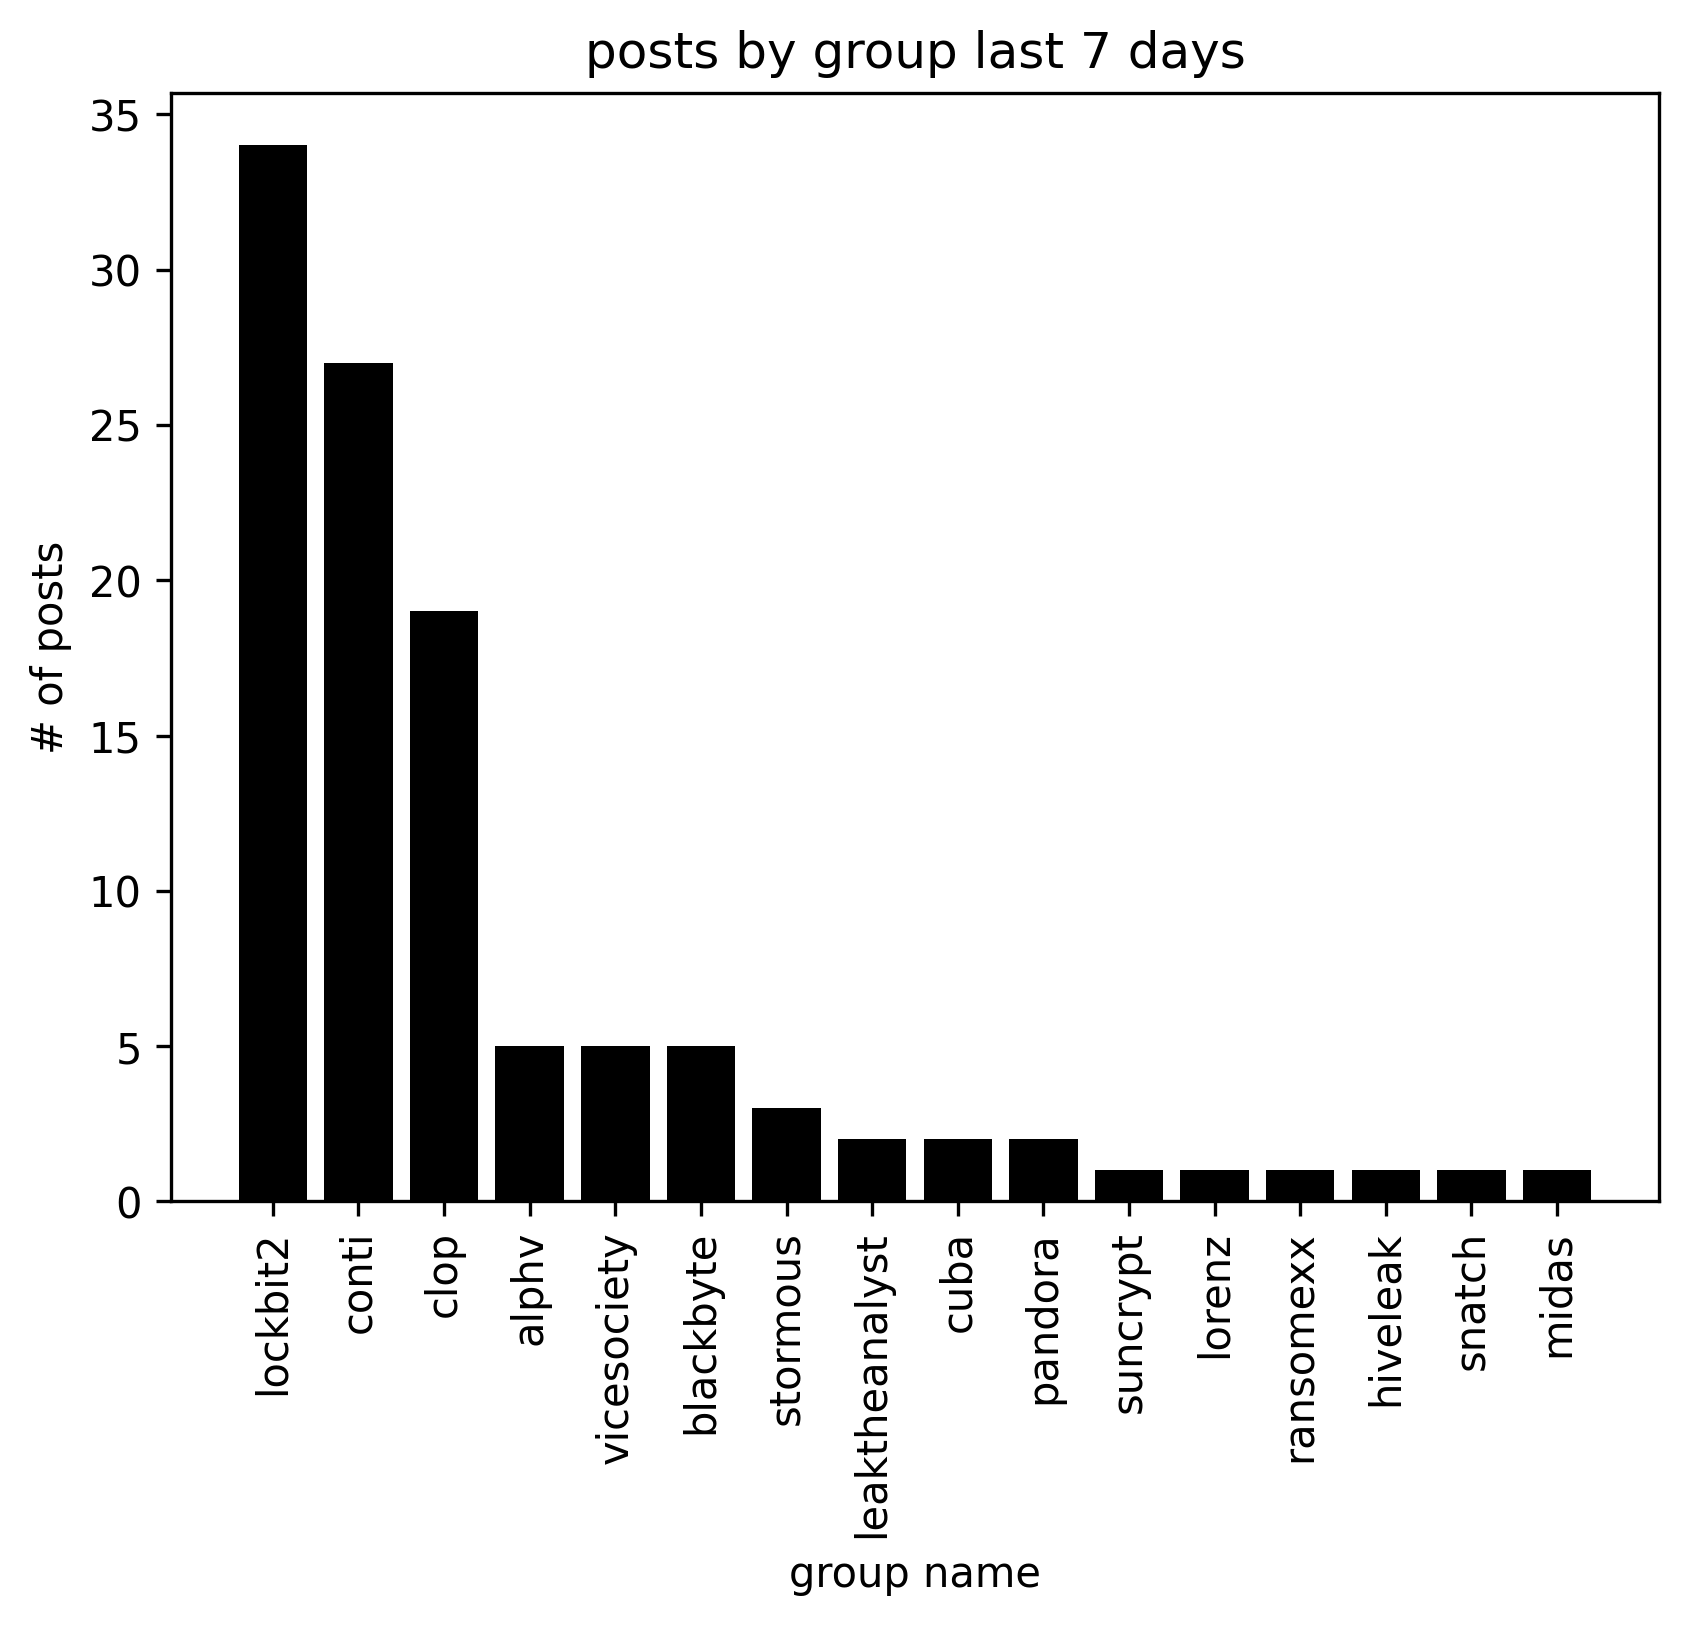 posts by group last 7 days
# of posts
35
30
25
20
15
10
5
0
lockbit2
conti
clop
alphv
vicesociety
blackbyte
stormous
leaktheanalyst
cuba
pandora
suncrypt
lorenz
ransomexx
hiveleak
snatch
midas
group name